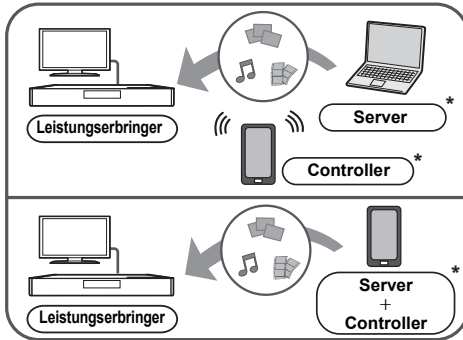 Leistungserbringer
Server *
Controller *
Leistungserbringer
Server *
+
Controller